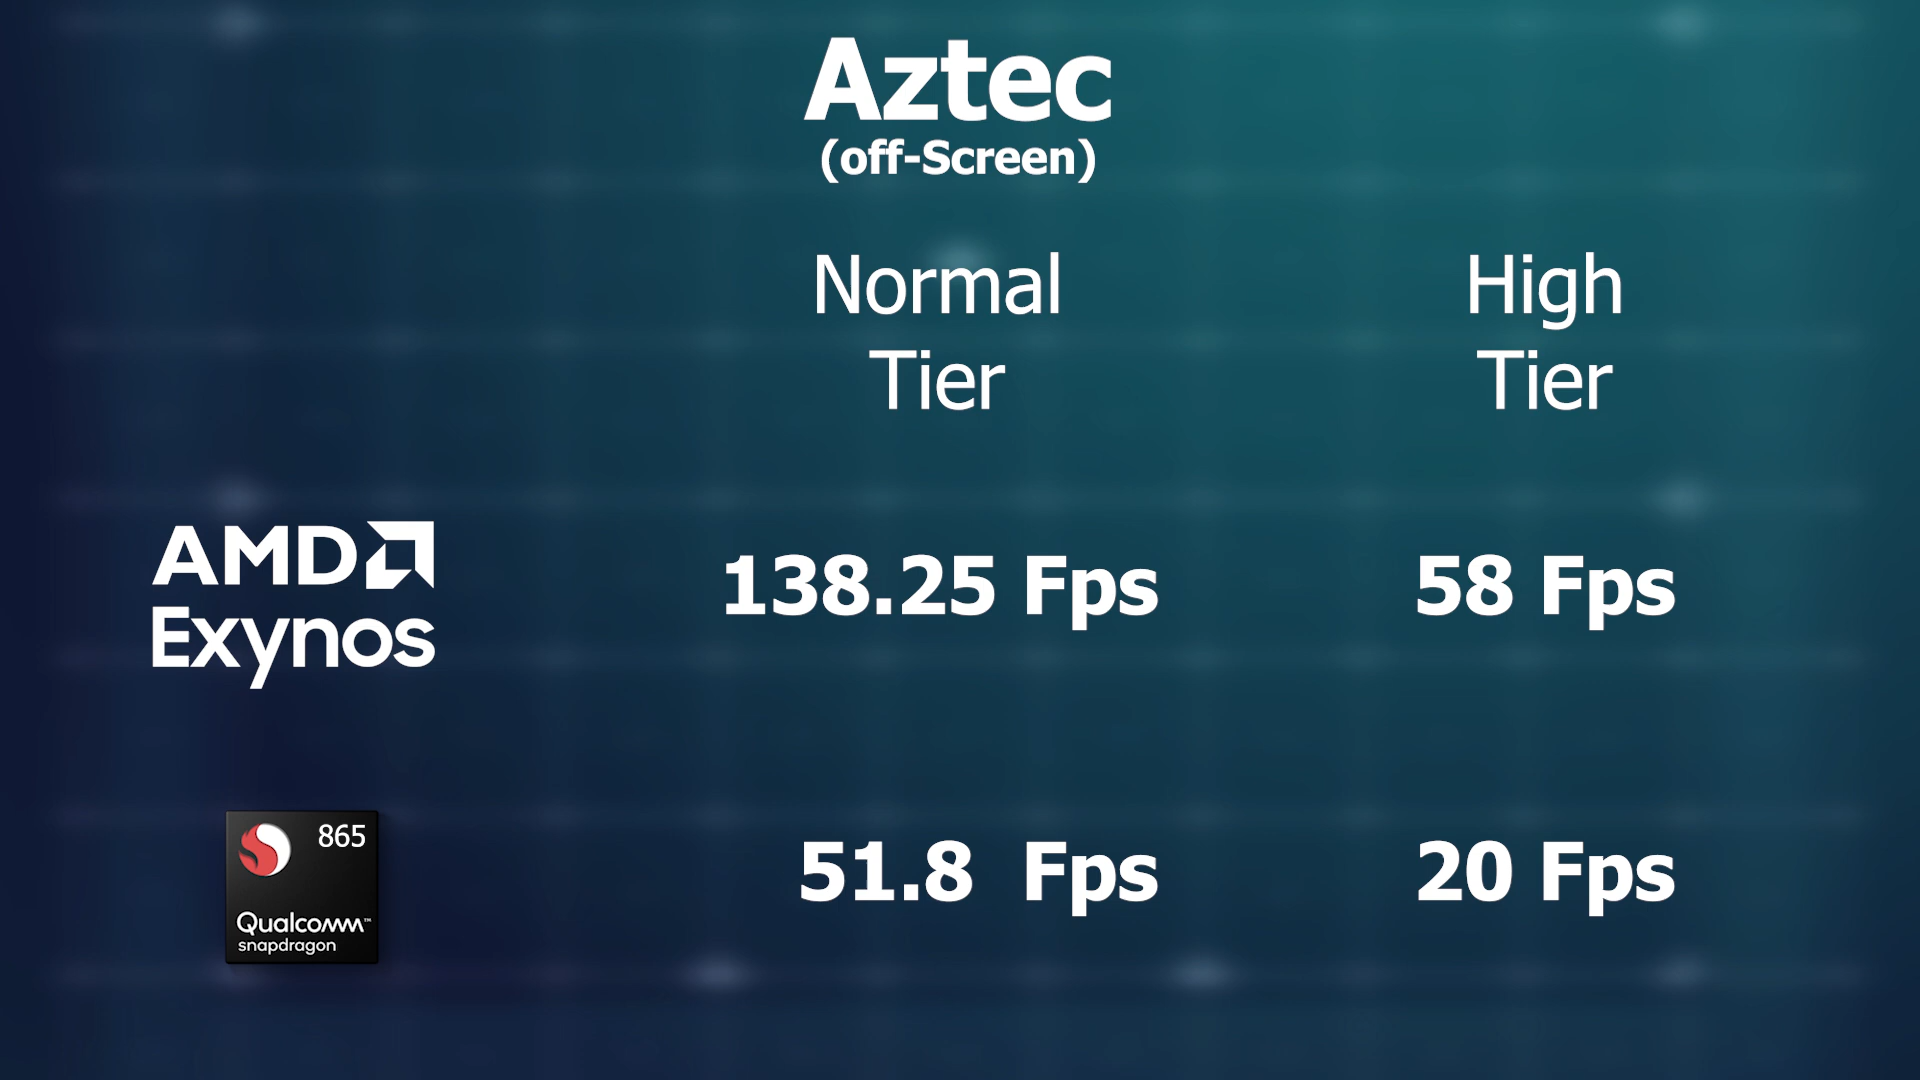 Aztec
(off-Screen)
Normal
Tier
High
Tier
AMD
Exynos
138.25 Fps
58 Fps
865
Qualcomm™
snapdragon
51.8 Fps
20 Fps